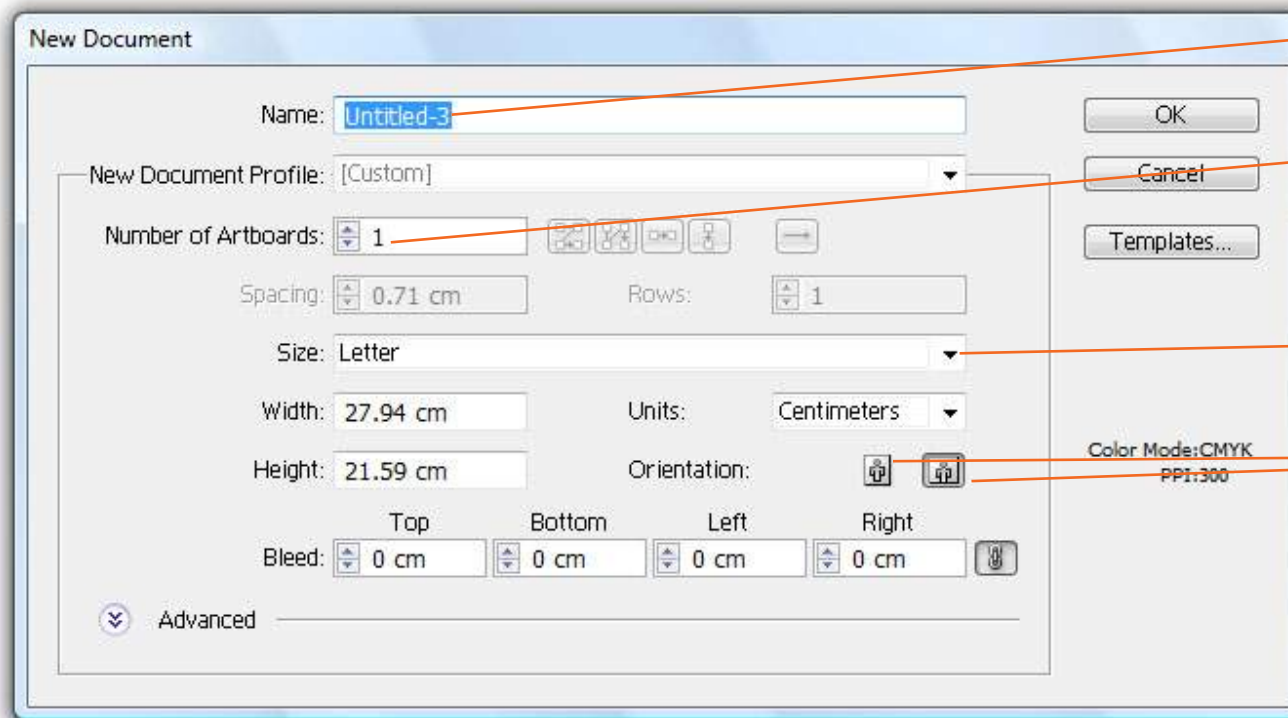 New Document
Name: Untitled-3
OK
New Document Profile: [Custom]
Cancel
Number of Artboards: 1
Templates...
Spacing: 0.71 cm Rows: 1
Size: Letter
Width: 27.94 cm Units: Centimeters
Height: 21.59 cm Orientation:
Color Mode:CMYK
PPI:300
Top Bottom Left Right
Bleed: 0 cm 0 cm 0 cm 0 cm
Advanced